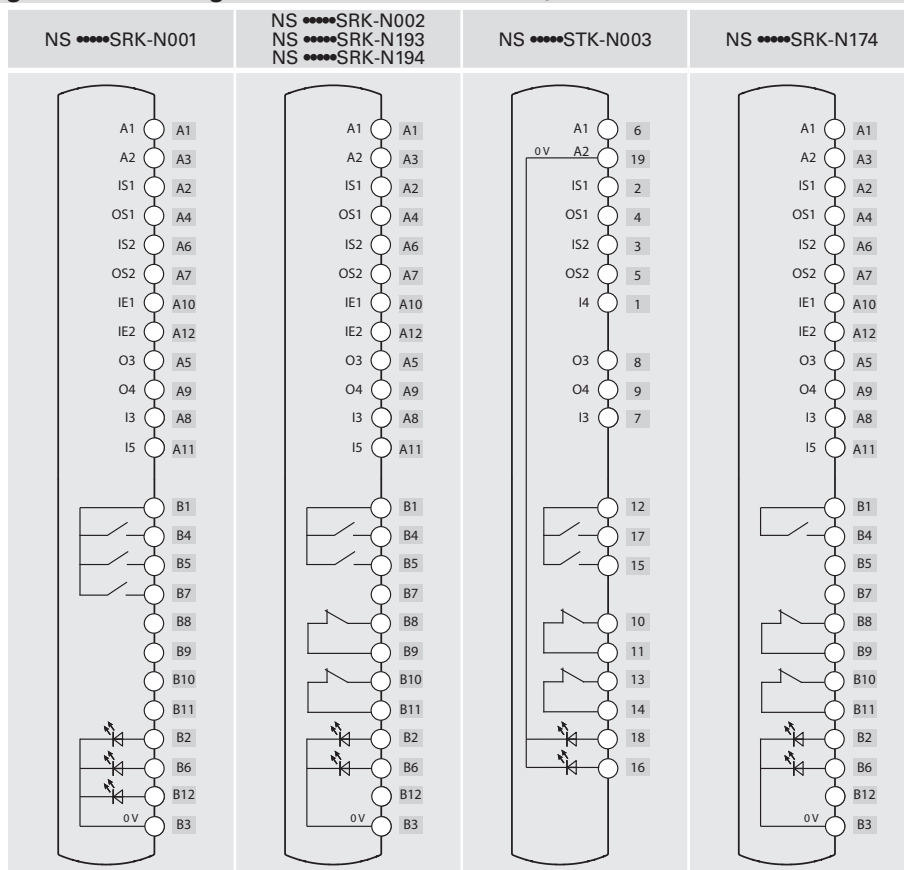 NS •••••SRK-N001
NS •••••SRK-N002
NS •••••SRK-N193
NS •••••SRK-N194
NS •••••STK-N003
NS •••••SRK-N174
A1 A1
A2 A3
IS1 A2
OS1 A4
IS2 A6
OS2 A7
IE1 A10
IE2 A12
O3 A5
O4 A9
I3 A8
I5 A11
B1
B4
B5
B7
B8
B9
B10
B11
B2
B6
B12
0 V B3
A1 A1
A2 A3
IS1 A2
OS1 A4
IS2 A6
OS2 A7
IE1 A10
IE2 A12
O3 A5
O4 A9
I3 A8
I5 A11
B1
B4
B5
B7
B8
B9
B10
B11
B2
B6
B12
0 V B3
A1 6
0 V A2 19
IS1 2
OS1 4
IS2 3
OS2 5
I4 1
O3 8
O4 9
I3 7
12
17
15
10
11
13
14
18
16
A1 A1
A2 A3
IS1 A2
OS1 A4
IS2 A6
OS2 A7
IE1 A10
IE2 A12
O3 A5
O4 A9
I3 A8
I5 A11
B1
B4
B5
B7
B8
B9
B10
B11
B2
B6
B12
0 V B3